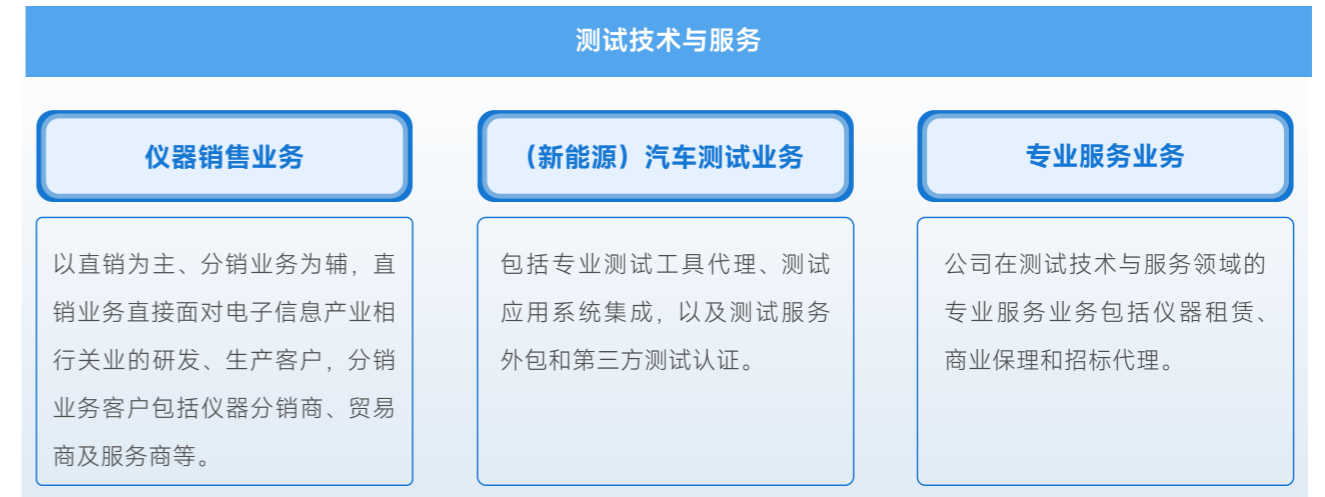 测试技术与服务
仪器销售业务
以直销为主、分销业务为辅，直
销业务直接面对电子信息产业相
行关业的研发、生产客户，分销
业务客户包括仪器分销商、贸易
商及服务商等。
（新能源）汽车测试业务
包括专业测试工具代理、测试
应用系统集成，以及测试服务
外包和第三方测试认证。
专业服务业务
公司在测试技术与服务领域的
专业服务业务包括仪器租赁、
商业保理和招标代理。